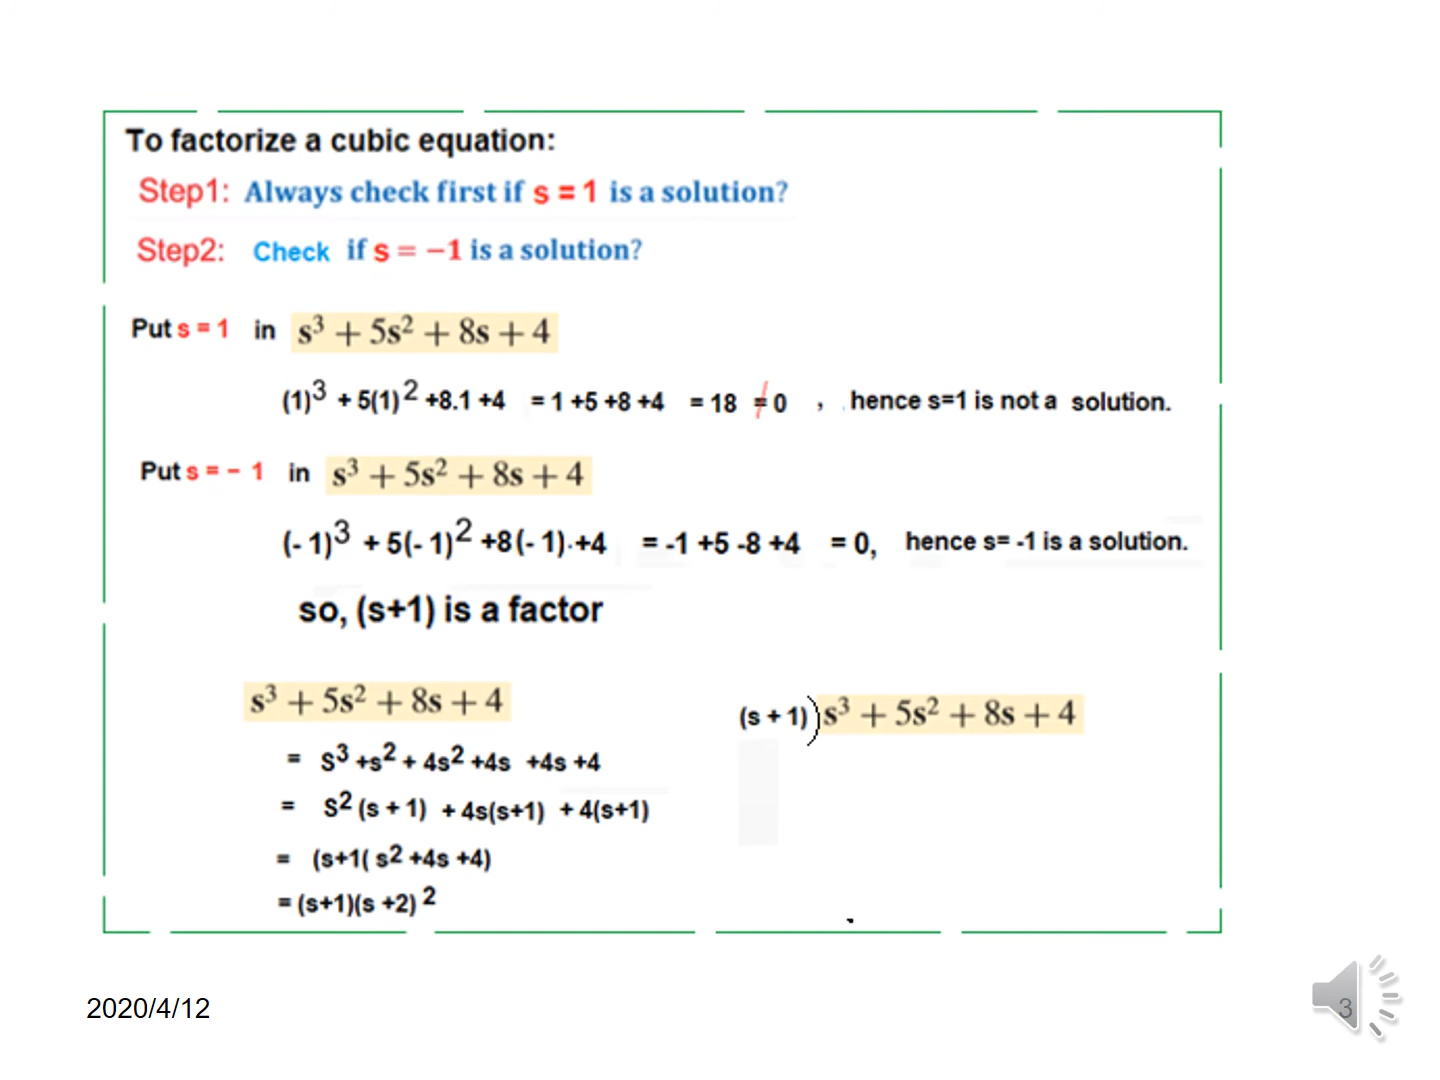 To factorize a cubic equation:
Step1: Always check first if s = 1 is a solution?
Step2: Check if s = −1 is a solution?
Put s = 1 in s³ + 5s² + 8s + 4
(1)³ + 5(1)² +8.1 +4 = 1 +5 +8 +4 = 18 ≠ 0 , hence s=1 is not a solution.
Put s = - 1 in s³ + 5s² + 8s + 4
(- 1)³ + 5(- 1)² +8(- 1) +4 = -1 +5 -8 +4 = 0, hence s= -1 is a solution.
so, (s+1) is a factor
s³ + 5s² + 8s + 4
(s + 1))s³ + 5s² + 8s + 4
= s³ +s² + 4s² +4s +4s +4
= s² (s + 1) + 4s(s+1) + 4(s+1)
= (s+1( s² +4s +4)
= (s+1)(s +2) ²
2020/4/12
3